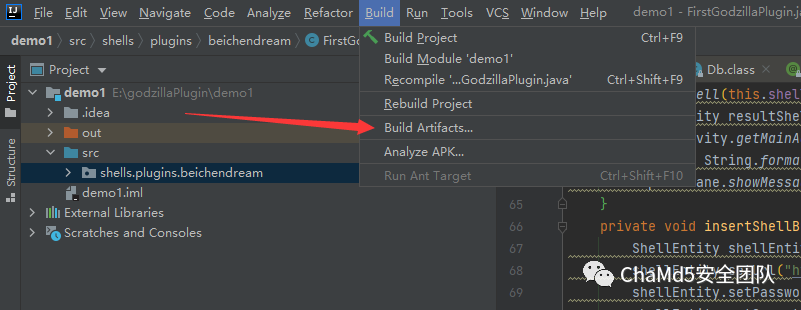 File Edit View Navigate Code Analyze Refactor Build Run Tools VCS Window Help demo1 - FirstGodzillaPlugin.java
demo1 src shells plugins beichendream FirstGo
Build Project Ctrl+F9
Build Module 'demo1'
Recompile '...GodzillaPlugin.java' Ctrl+Shift+F9
Rebuild Project
Build Artifacts...
Analyze APK...
Run Ant Target Ctrl+Shift+F10
Project
Structure
Project
demo1 E:\godzillaPlugin\demo1
.idea
out
src
shells.plugins.beichendream
demo1.iml
External Libraries
Scratches and Consoles
Db.class
ell(this.shell
ity resultShel
vity.getMainA
String.forma
ane.showMessa
65 }
66 private void insertShellB
67 ShellEntity shellEnti
68
69 shellEntity.setPasswo
ChaMd5安全团队